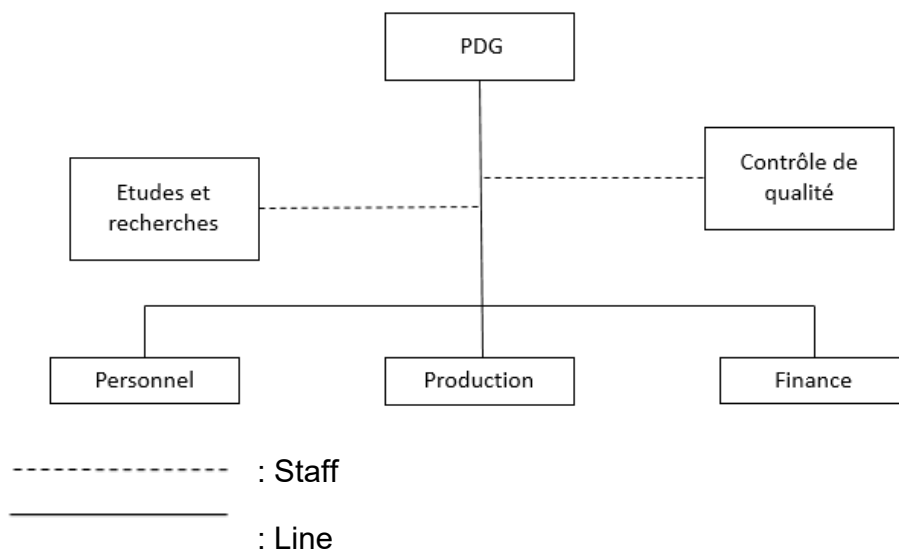 PDG
Contrôle de
qualité
Etudes et
recherches
Personnel
Production
Finance
: Staff
: Line